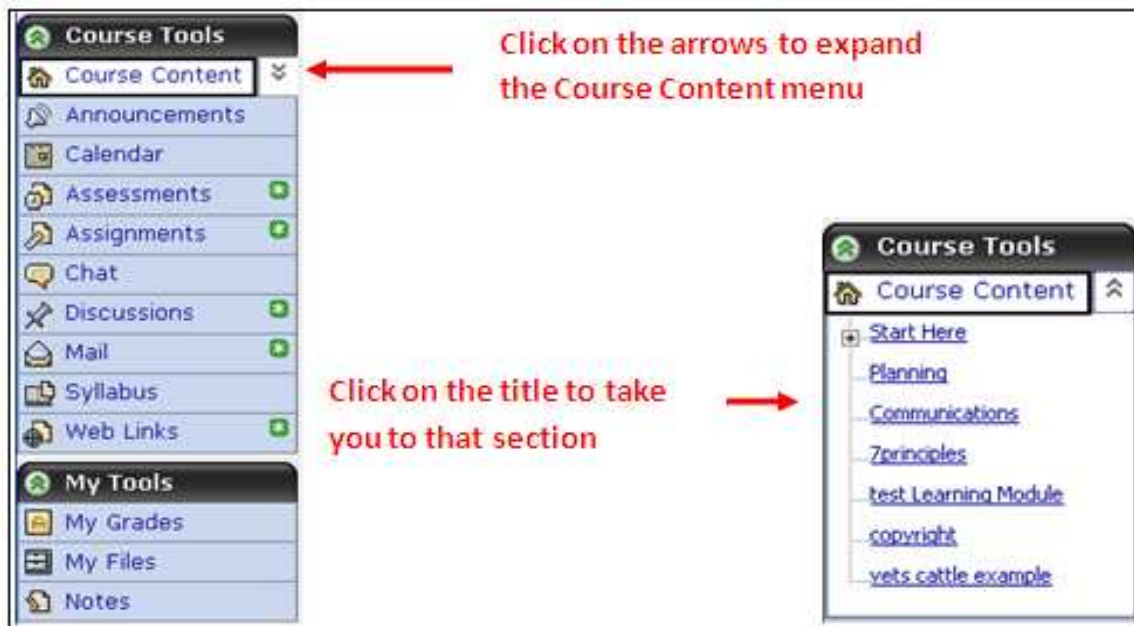 Course Tools
Course Content
Announcements
Calendar
Assessments
Assignments
Chat
Discussions
Mail
Syllabus
Web Links
My Tools
My Grades
My Files
Notes
Click on the arrows to expand
the Course Content menu
Click on the title to take
you to that section
Course Tools
Course Content
Start Here
Planning
Communications
7principles
test Learning Module
copyright
vets cattle example